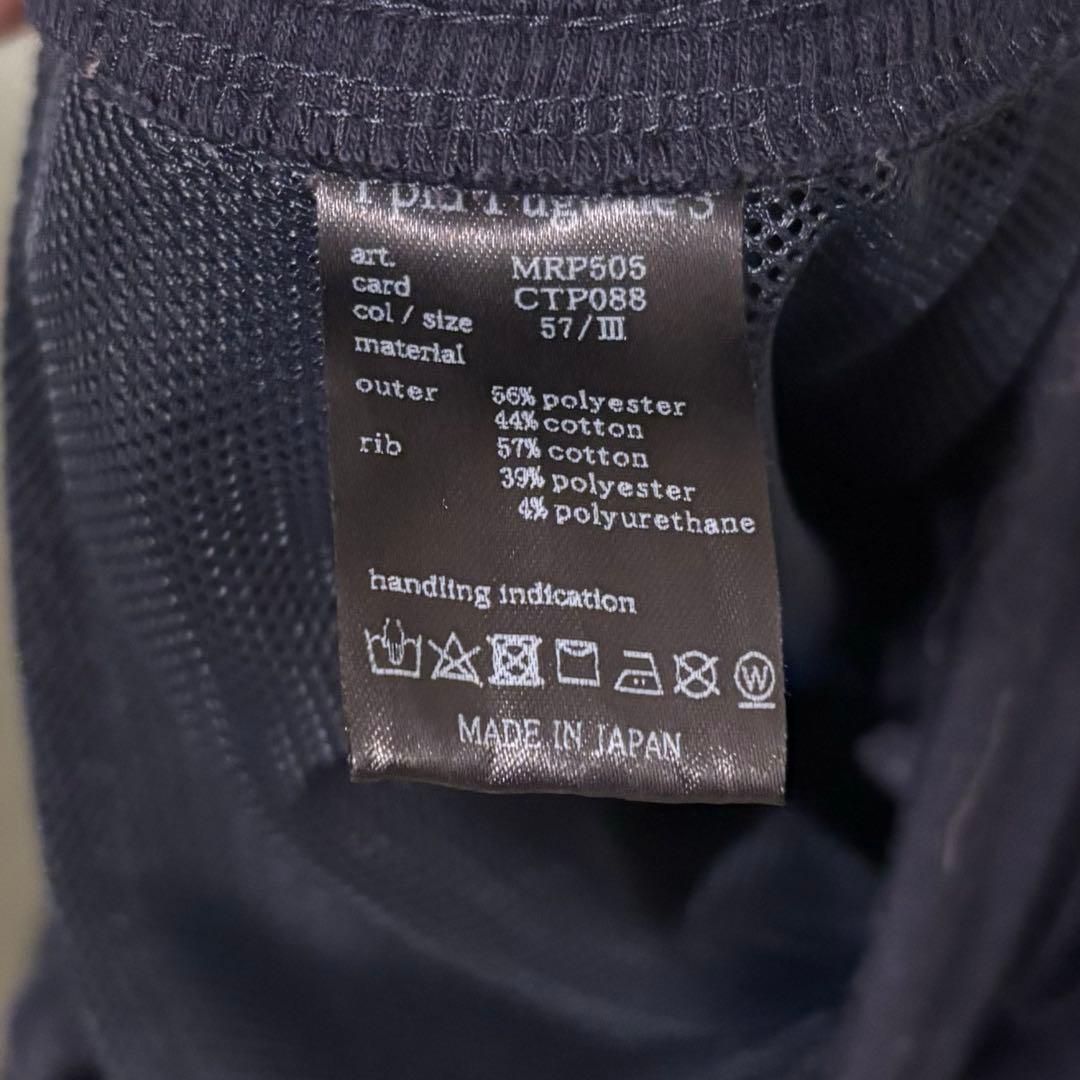 art. MRP505
card CTP088
col / size 57/Ⅲ
material
outer 56% polyester
44% cotton
rib 57% cotton
39% polyester
4% polyurethane
handling indication
W
MADE IN JAPAN